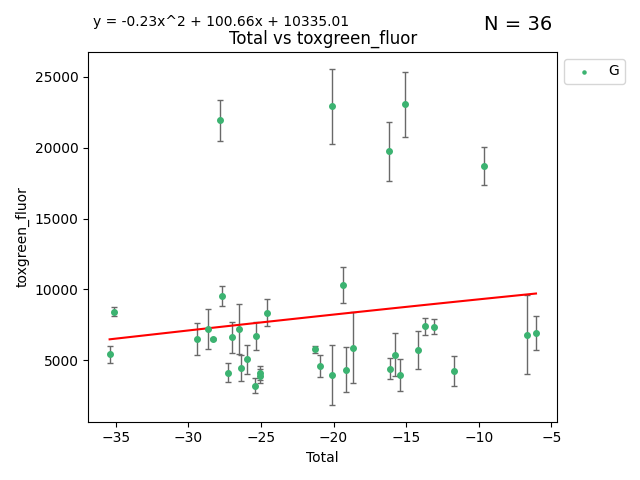 y = -0.23x^2 + 100.66x + 10335.01
N = 36
Total vs toxgreen_fluor
G
toxgreen_fluor
25000
20000
15000
10000
5000
−35
−30
−25
−20
−15
−10
−5
Total